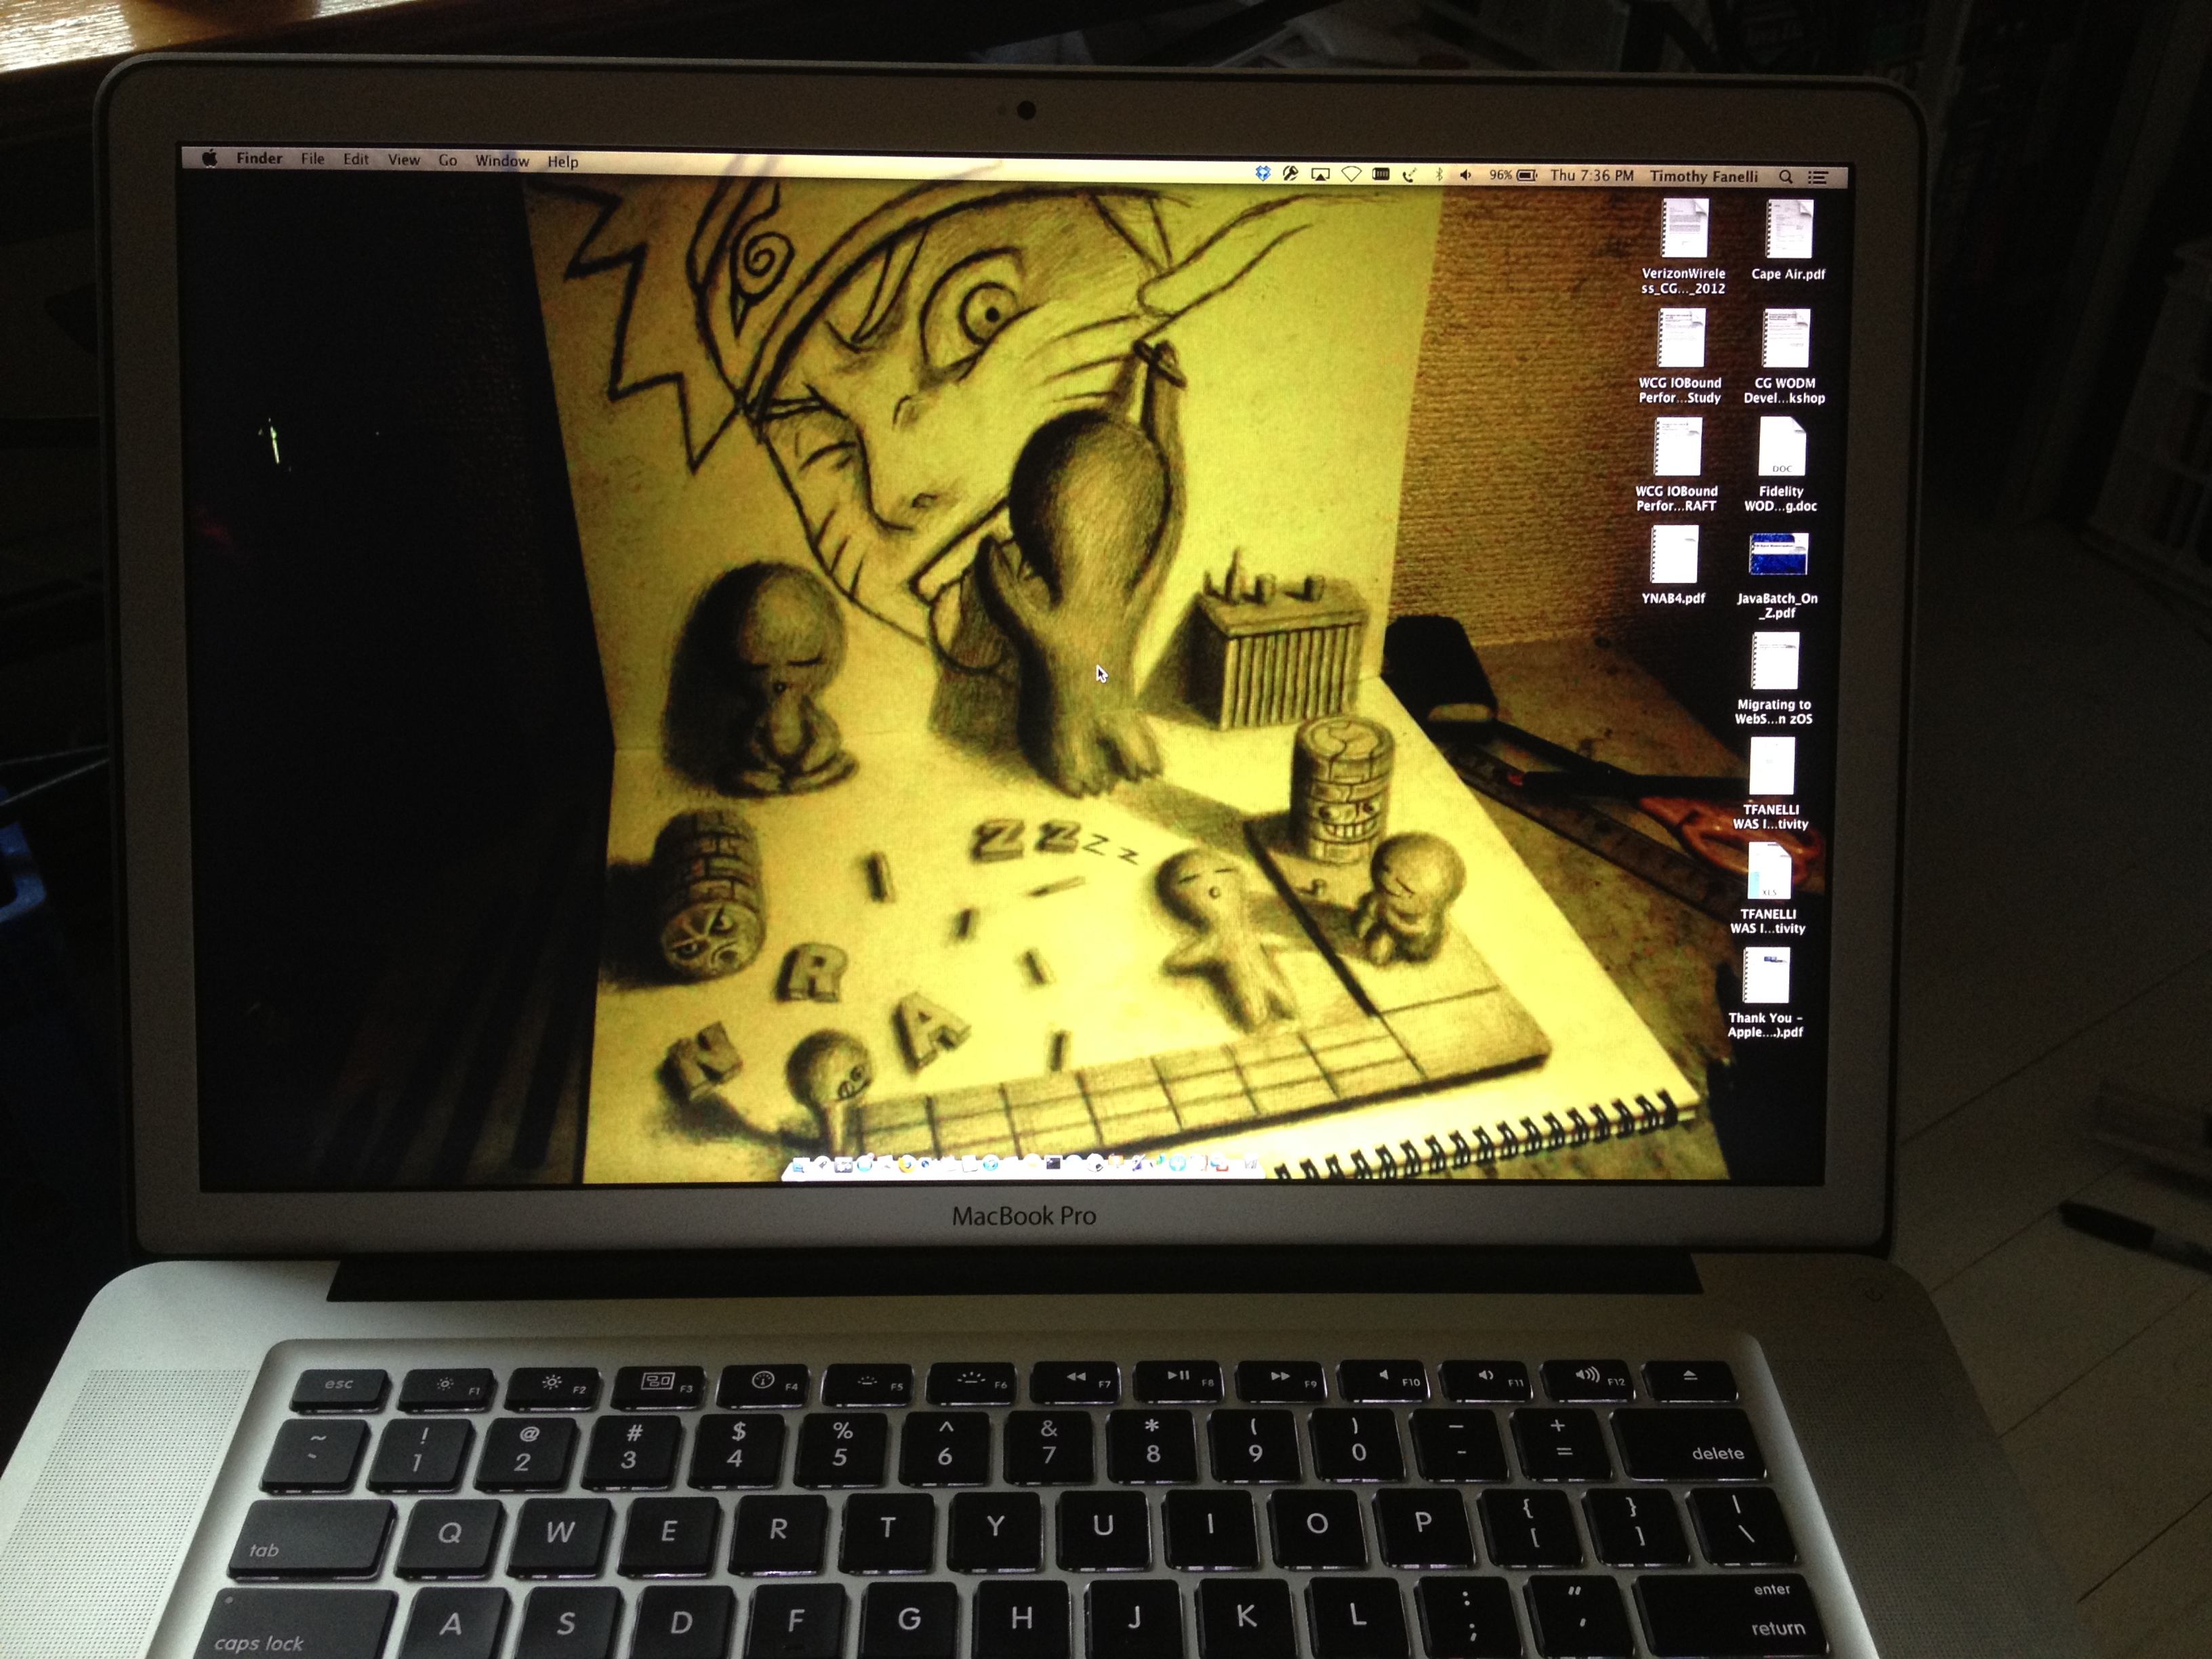 Finder File Edit View Go Window Help
96% Thu 7:36 PM Timothy Fanelli
VerizonWirele
ss_CG..._2012
Cape Air.pdf
WCG IOBound
Perfor...Study
CG WODM
Devel...kshop
WCG IOBound
Perfor...RAFT
DOC
Fidelity
WOD...g.doc
YNAB4.pdf
JavaBatch_On
_Z.pdf
Migrating to
WebS...n zOS
TFANELLI
WAS I...tivity
XLS
TFANELLI
WAS I...tivity
Thank You -
Apple...).pdf
Z Z z z
R
A
N
MacBook Pro
esc F1 F2 F3 F4 F5 F6 F7 F8 F9 F10 F11 F12
~ ! @ # $ % ^ & * ( ) _ +
` 1 2 3 4 5 6 7 8 9 0 - = delete
{ } |
tab Q W E R T Y U I O P [ ] \
: " enter
caps lock A S D F G H J K L ; ' return